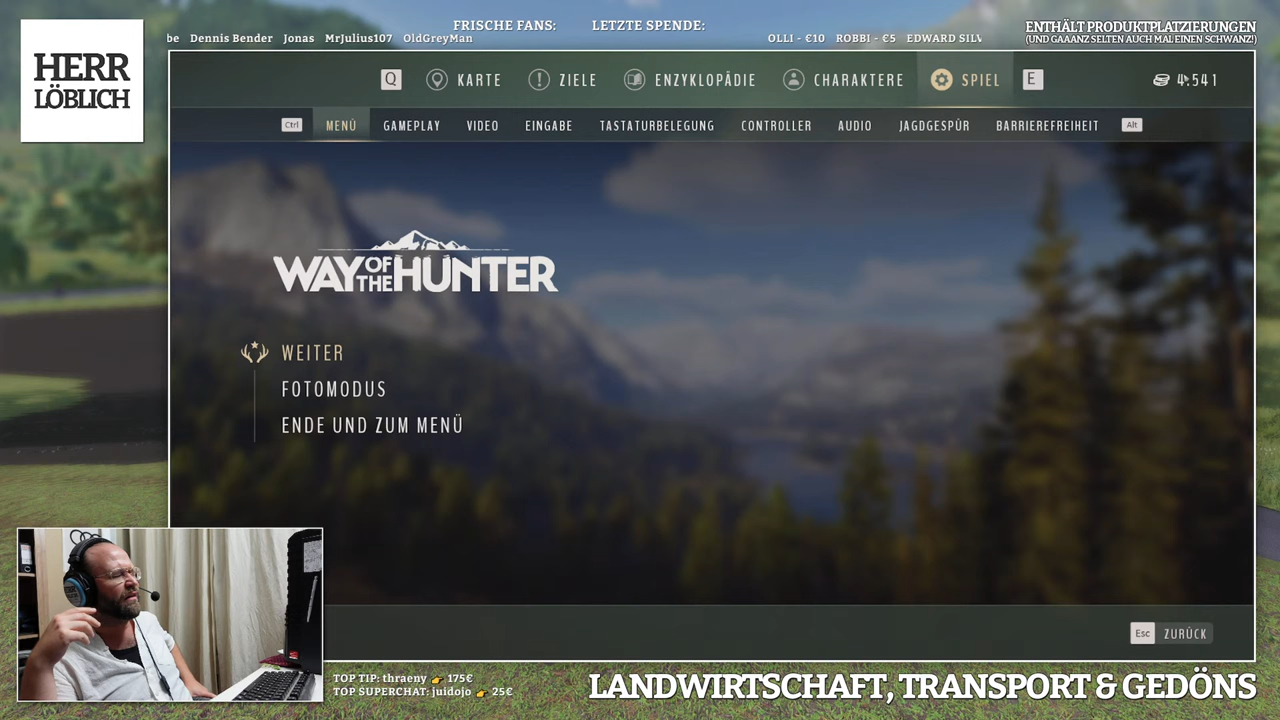 HERR
LÖBLICH
FRISCHE FANS:
LETZTE SPENDE:
be Dennis Bender Jonas MrJulius107 OldGreyMan
OLLI - €10 ROBBI - €5 EDWARD SILV
ENTHÄLT PRODUKTPLATZIERUNGEN
(UND GAAANZ SELTEN AUCH MAL EINEN SCHWANZ!)
Q KARTE ZIELE ENZYKLOPÄDIE CHARAKTERE SPIEL E
Ctrl MENÜ GAMEPLAY VIDEO EINGABE TASTATURBELEGUNG CONTROLLER AUDIO JAGDGESPÜR BARRIEREFREIHEIT Alt
WAY OF THE HUNTER
WEITER
FOTOMODUS
ENDE UND ZUM MENÜ
Esc ZURÜCK
TOP TIP: thraeny 👉 175€
TOP SUPERCHAT: juidojo 👉 25€
LANDWIRTSCHAFT, TRANSPORT & GEDÖNS